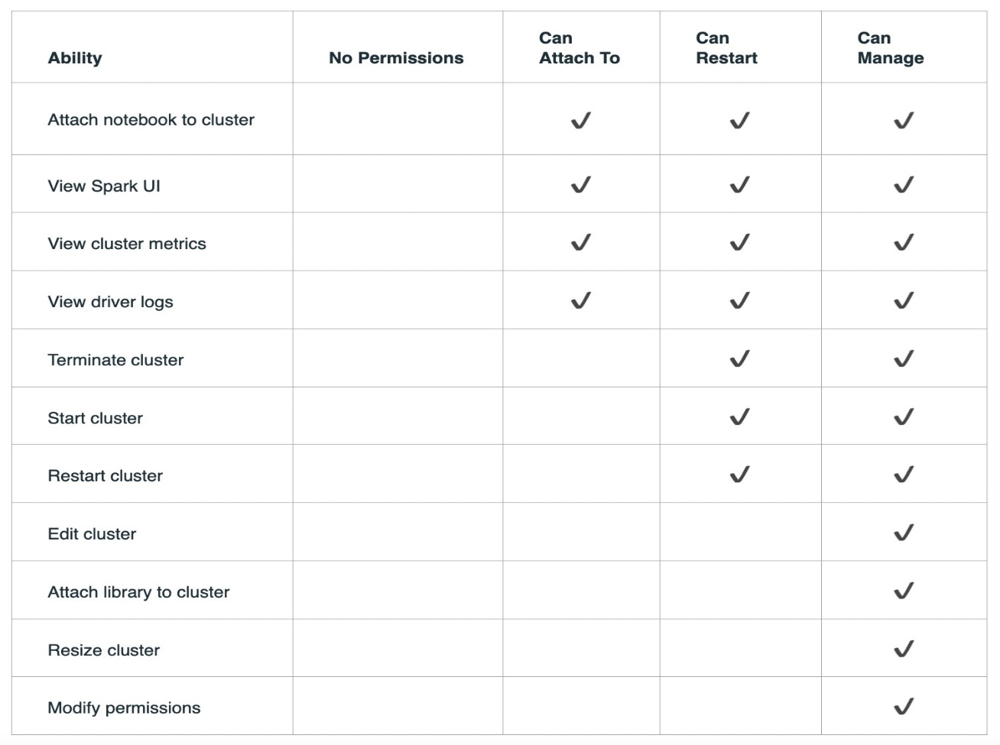 Ability
No Permissions
Can
Attach To
Can
Restart
Can
Manage
Attach notebook to cluster ✔ ✔ ✔
View Spark UI ✔ ✔ ✔
View cluster metrics ✔ ✔ ✔
View driver logs ✔ ✔ ✔
Terminate cluster ✔ ✔
Start cluster ✔ ✔
Restart cluster ✔ ✔
Edit cluster ✔
Attach library to cluster ✔
Resize cluster ✔
Modify permissions ✔